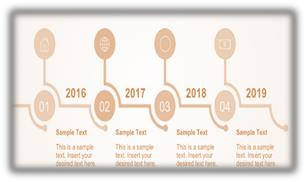 2016 2017 2018 2019
01 02 03 04
Sample Text Sample Text Sample Text Sample Text
This is a sample text. Insert your desired text here.
This is a sample text. Insert your desired text here.
This is a sample text. Insert your desired text here.
This is a sample text. Insert your desired text here.